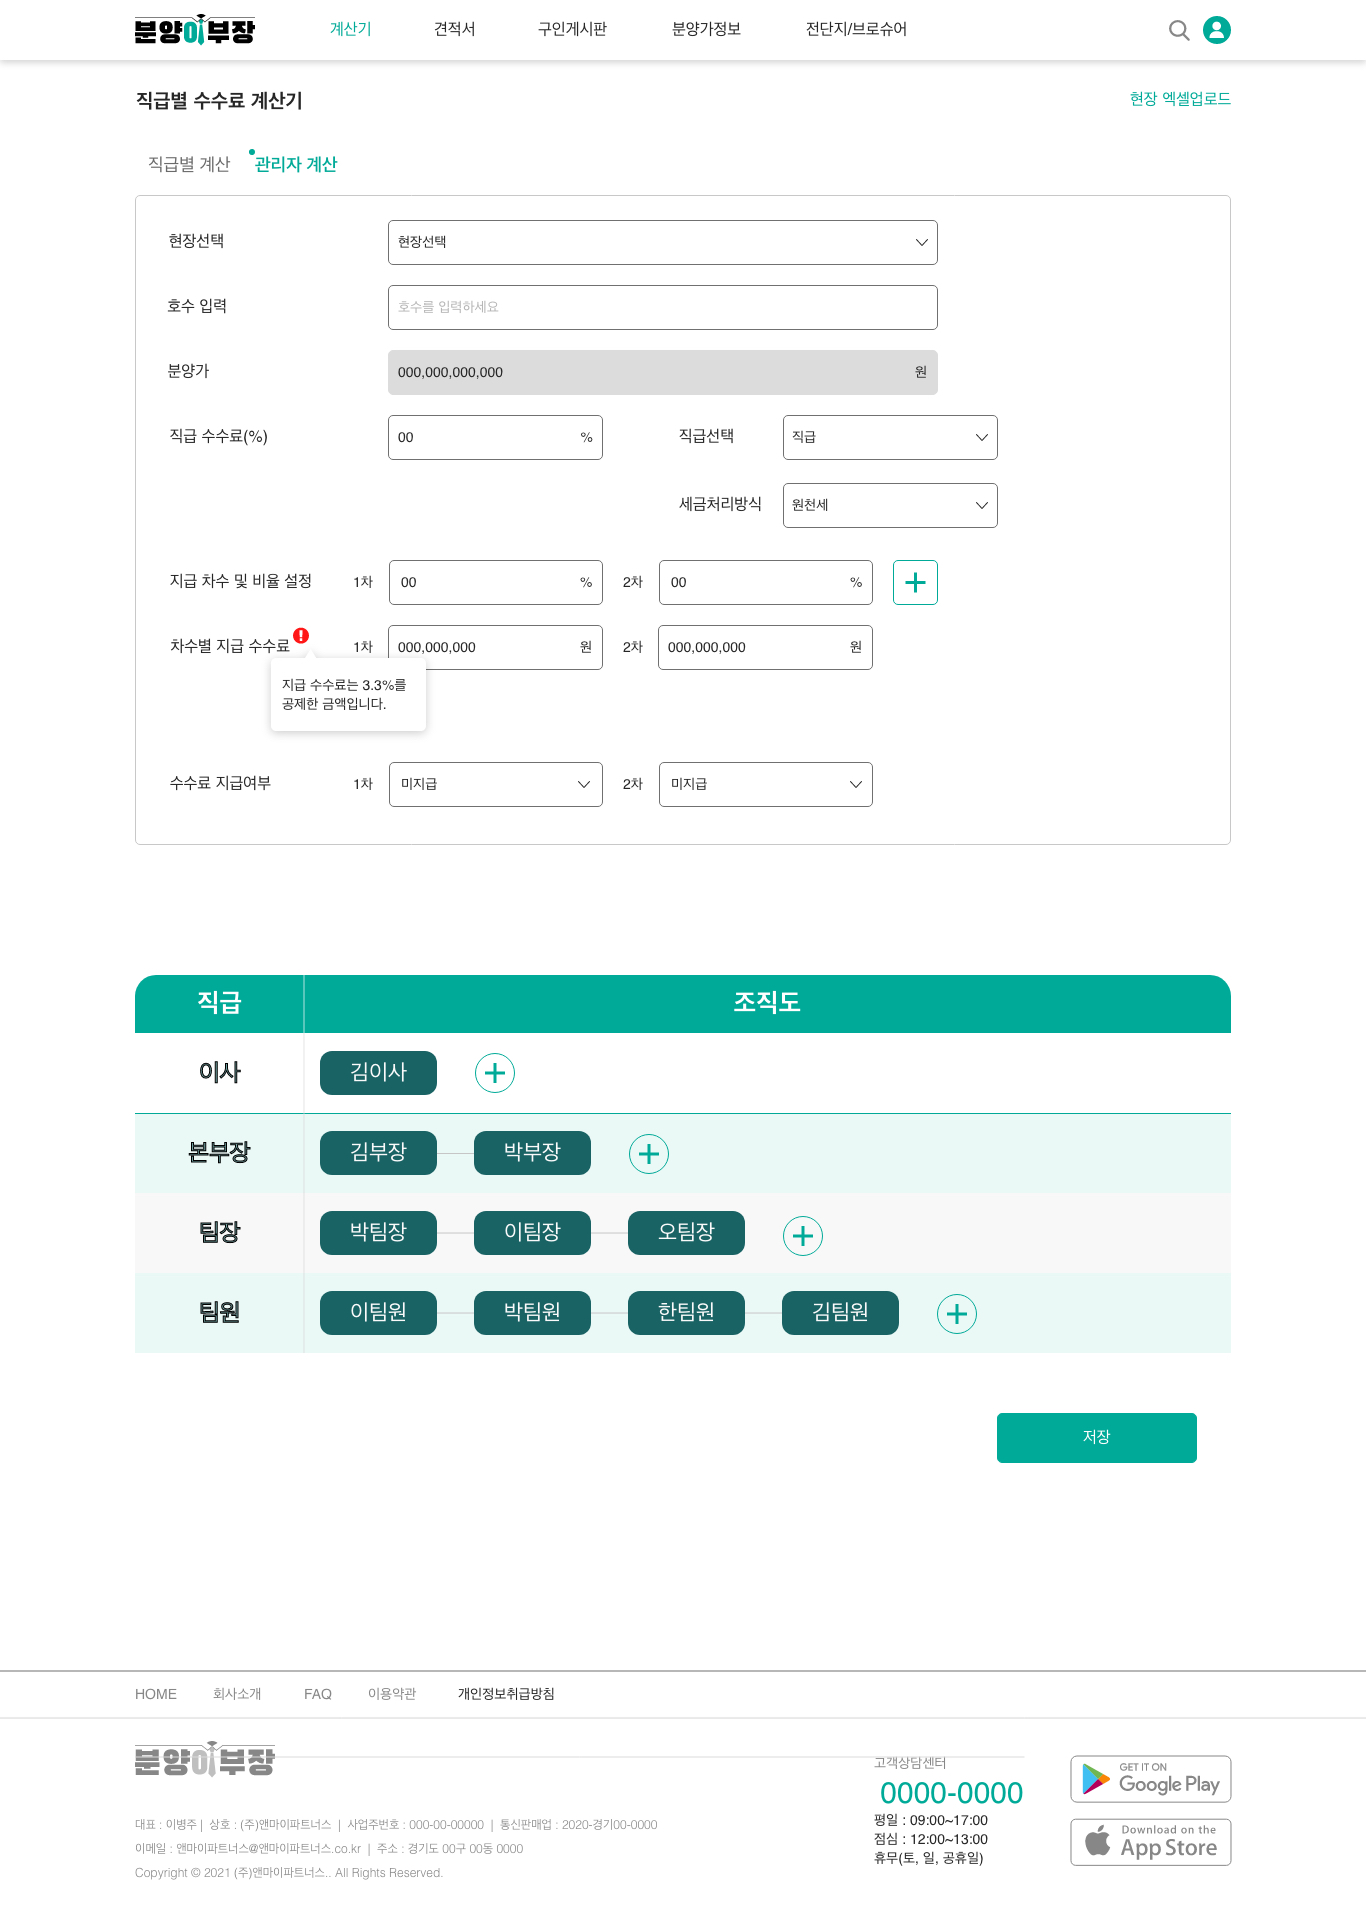 분양이부장 계산기 견적서 구인게시판 분양가정보 전단지/브로슈어
직급별 수수료 계산기 현장 엑셀업로드
직급별 계산 관리자 계산
현장선택 현장선택
호수 입력 호수를 입력하세요
분양가 000,000,000,000 원
직급 수수료(%) 00 % 직급선택 직급
세금처리방식 원천세
지급 차수 및 비율 설정 1차 00 % 2차 00 %
차수별 지급 수수료 1차 000,000,000 원 2차 000,000,000 원
지급 수수료는 3.3%를
공제한 금액입니다.
수수료 지급여부 1차 미지급 2차 미지급
직급 조직도
이사 김이사
본부장 김부장 박부장
팀장 박팀장 이팀장 오팀장
팀원 이팀원 박팀원 한팀원 김팀원
저장
HOME 회사소개 FAQ 이용약관 개인정보취급방침
분양이부장
대표 : 이병주 | 상호 : (주)앤마이파트너스 | 사업주번호 : 000-00-00000 | 통신판매업 : 2020-경기00-0000
이메일 : 앤마이파트너스@앤마이파트너스.co.kr | 주소 : 경기도 00구 00동 0000
Copyright © 2021 (주)앤마이파트너스.. All Rights Reserved.
고객상담센터
0000-0000
평일 : 09:00~17:00
점심 : 12:00~13:00
휴무(토, 일, 공휴일)
GET IT ON
Google Play
Download on the
App Store